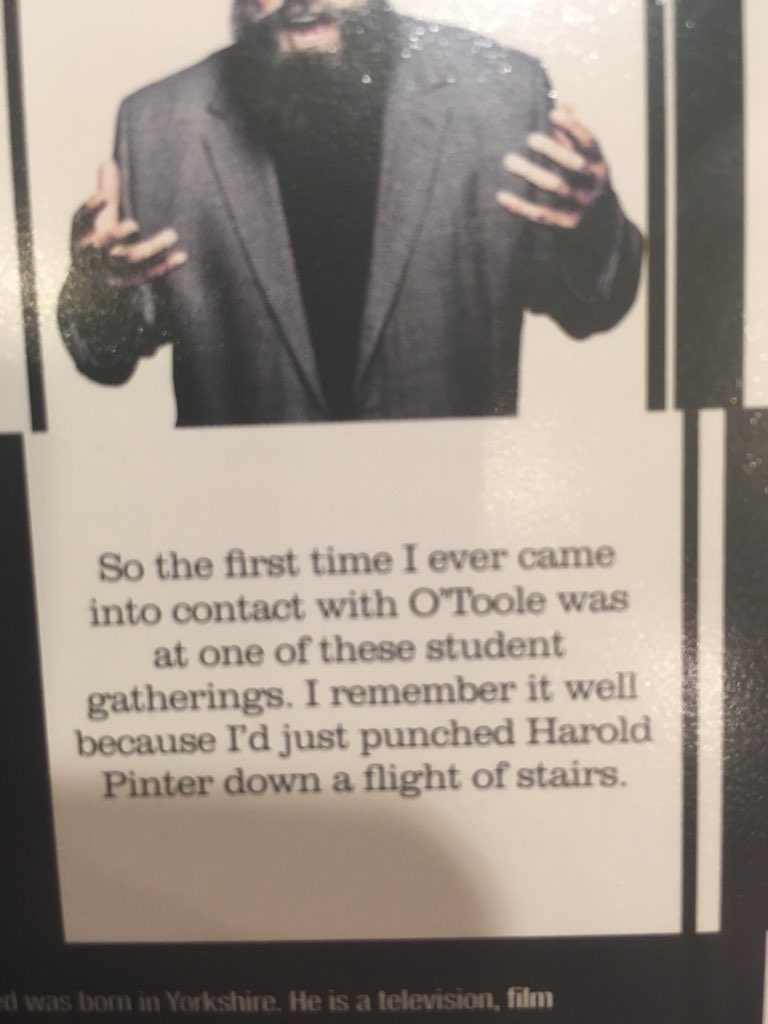 So the first time I ever came
into contact with O'Toole was
at one of these student
gatherings. I remember it well
because I'd just punched Harold
Pinter down a flight of stairs.
d was born in Yorkshire. He is a television, film